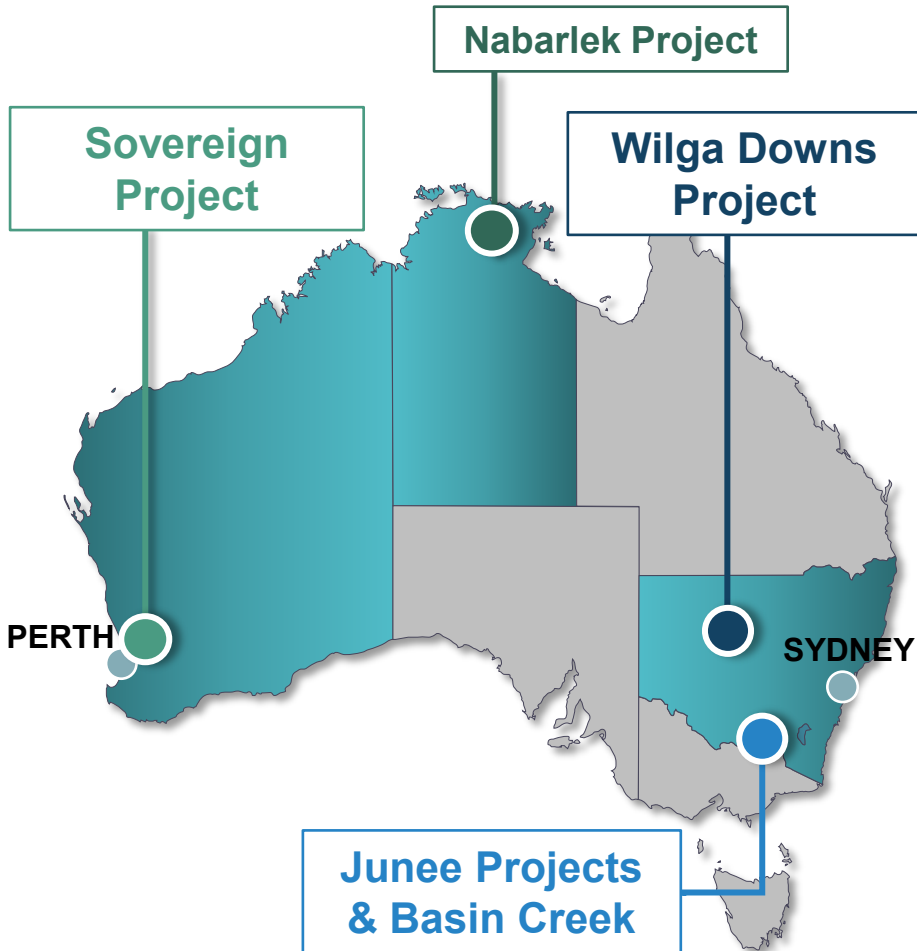 Nabarlek Project
Sovereign
Project
Wilga Downs
Project
PERTH
SYDNEY
Junee Projects
& Basin Creek